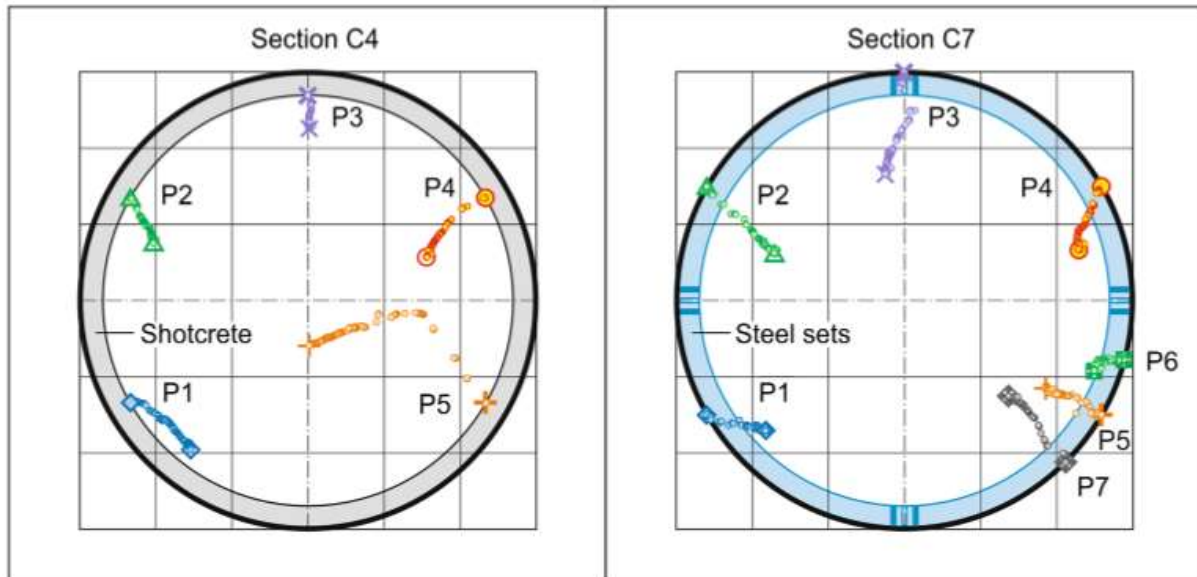 Section C4
P3
P2
P4
Shotcrete
P1
P5
Section C7
P3
P2
P4
Steel sets
P6
P1
P5
P7